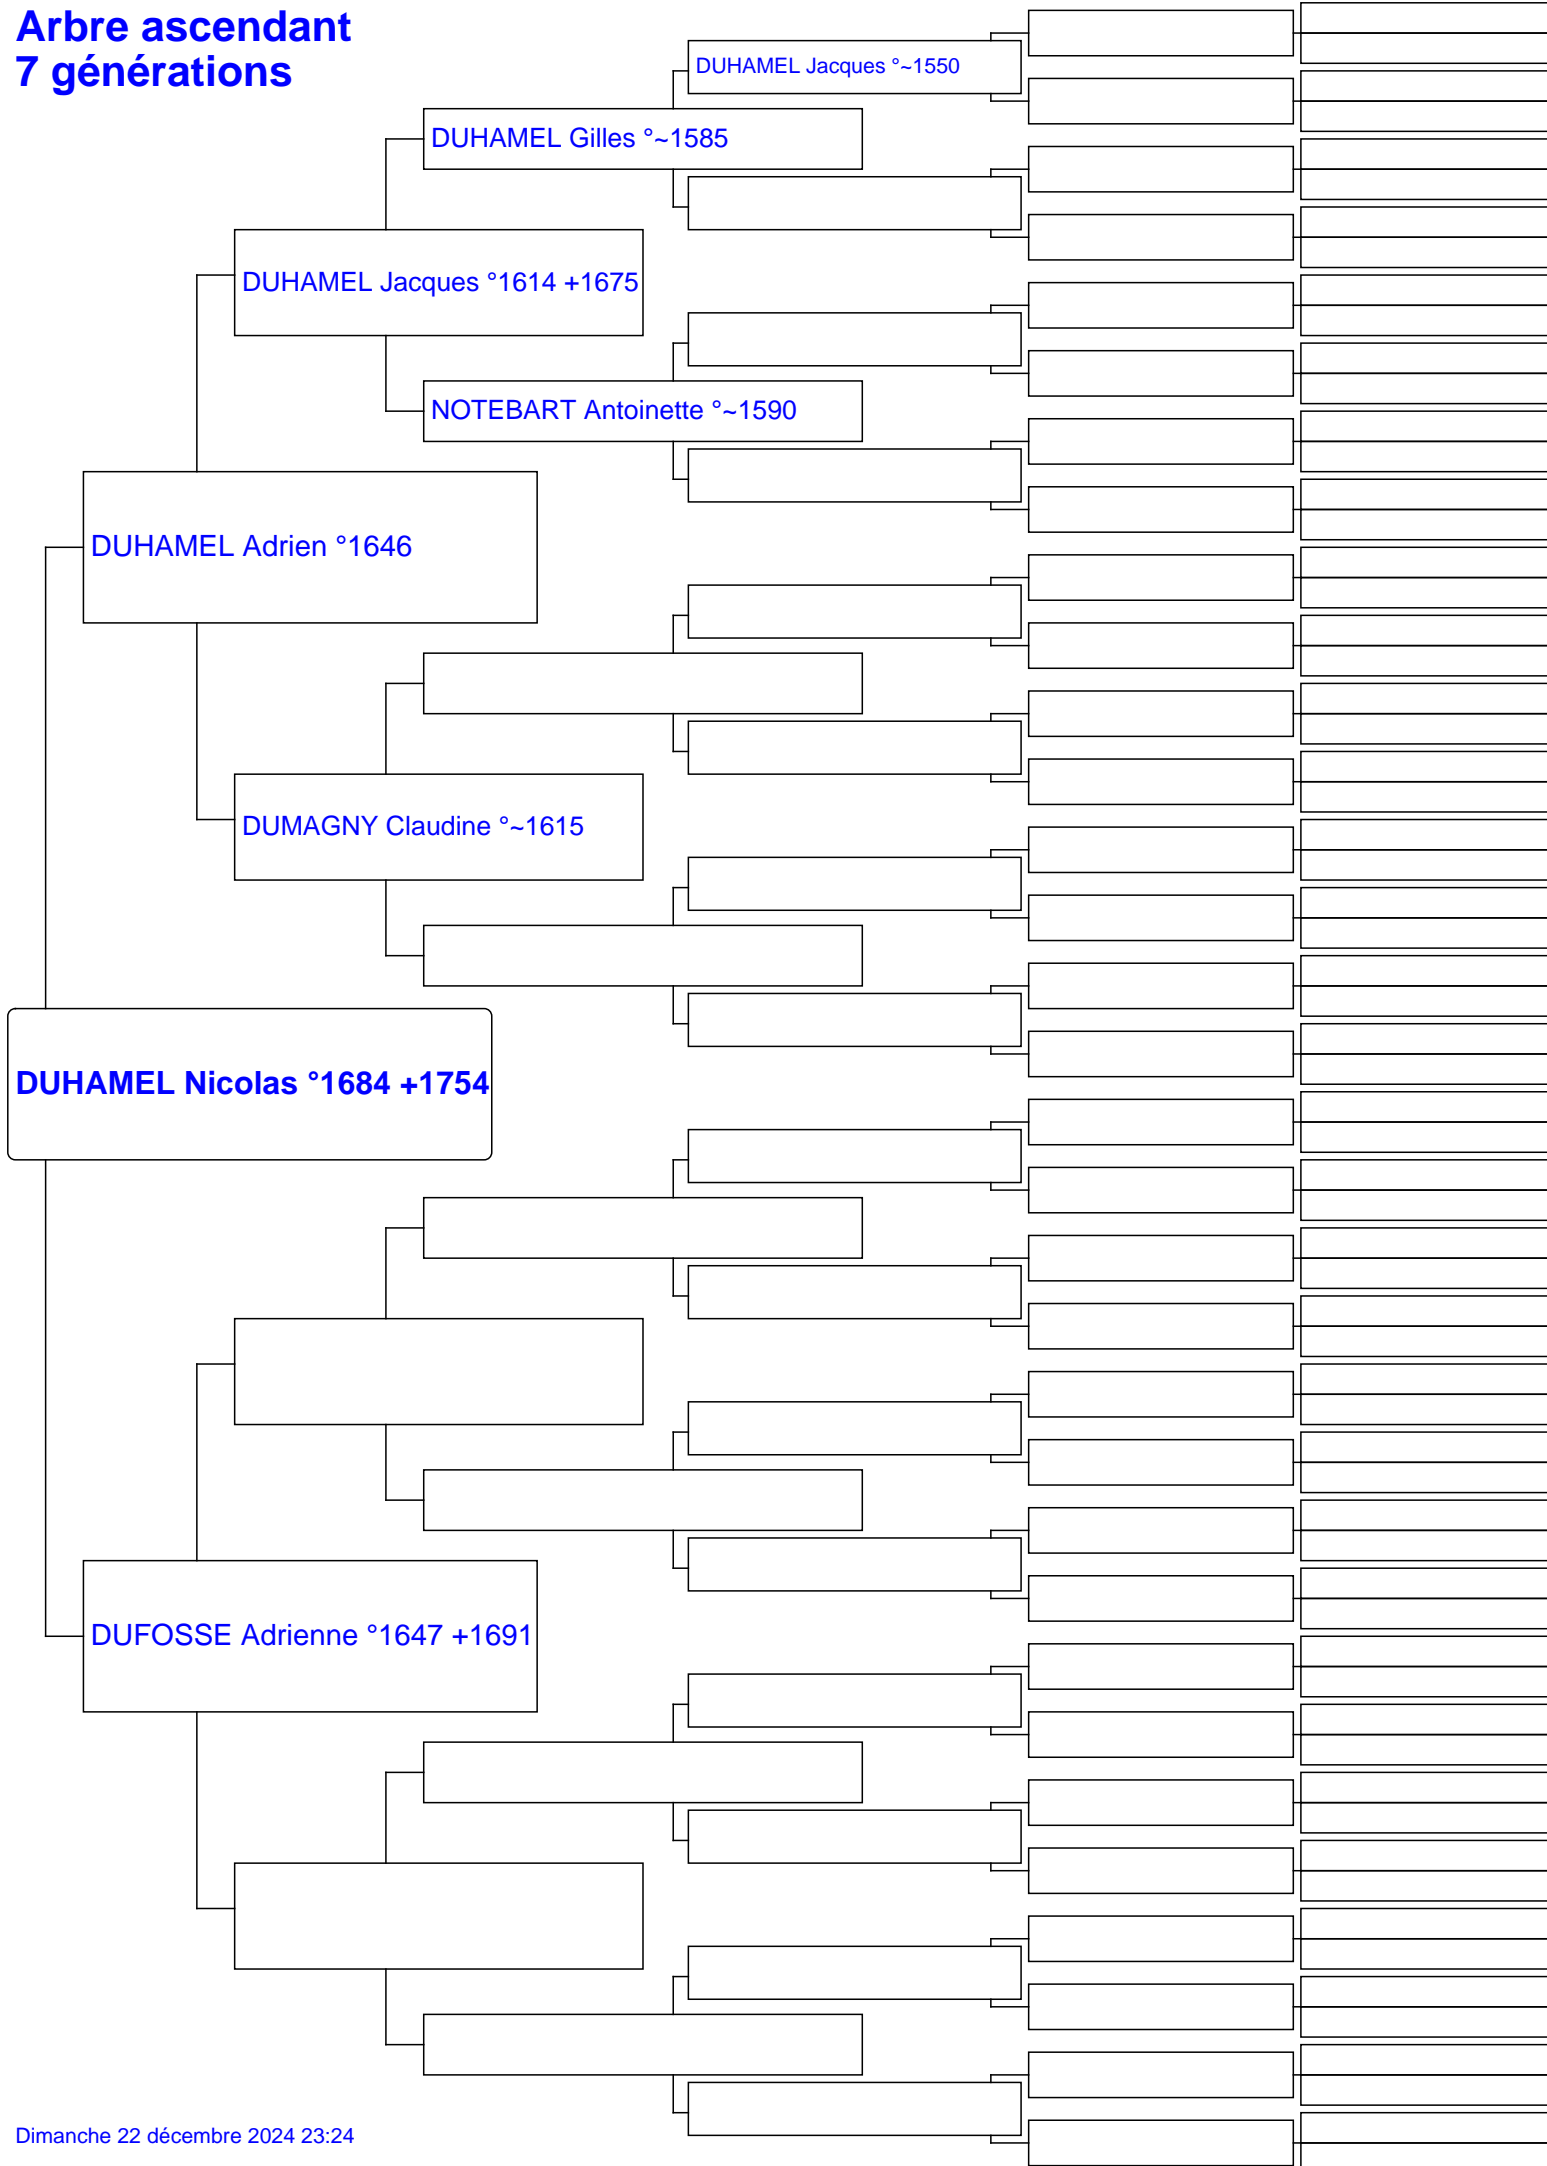 Arbre ascendant
7 générations
DUHAMEL Jacques °~1550
DUHAMEL Gilles °~1585
DUHAMEL Jacques °1614 +1675
NOTEBART Antoinette °~1590
DUHAMEL Adrien °1646
DUMAGNY Claudine °~1615
DUHAMEL Nicolas °1684 +1754
DUFOSSE Adrienne °1647 +1691
Dimanche 22 décembre 2024 23:24